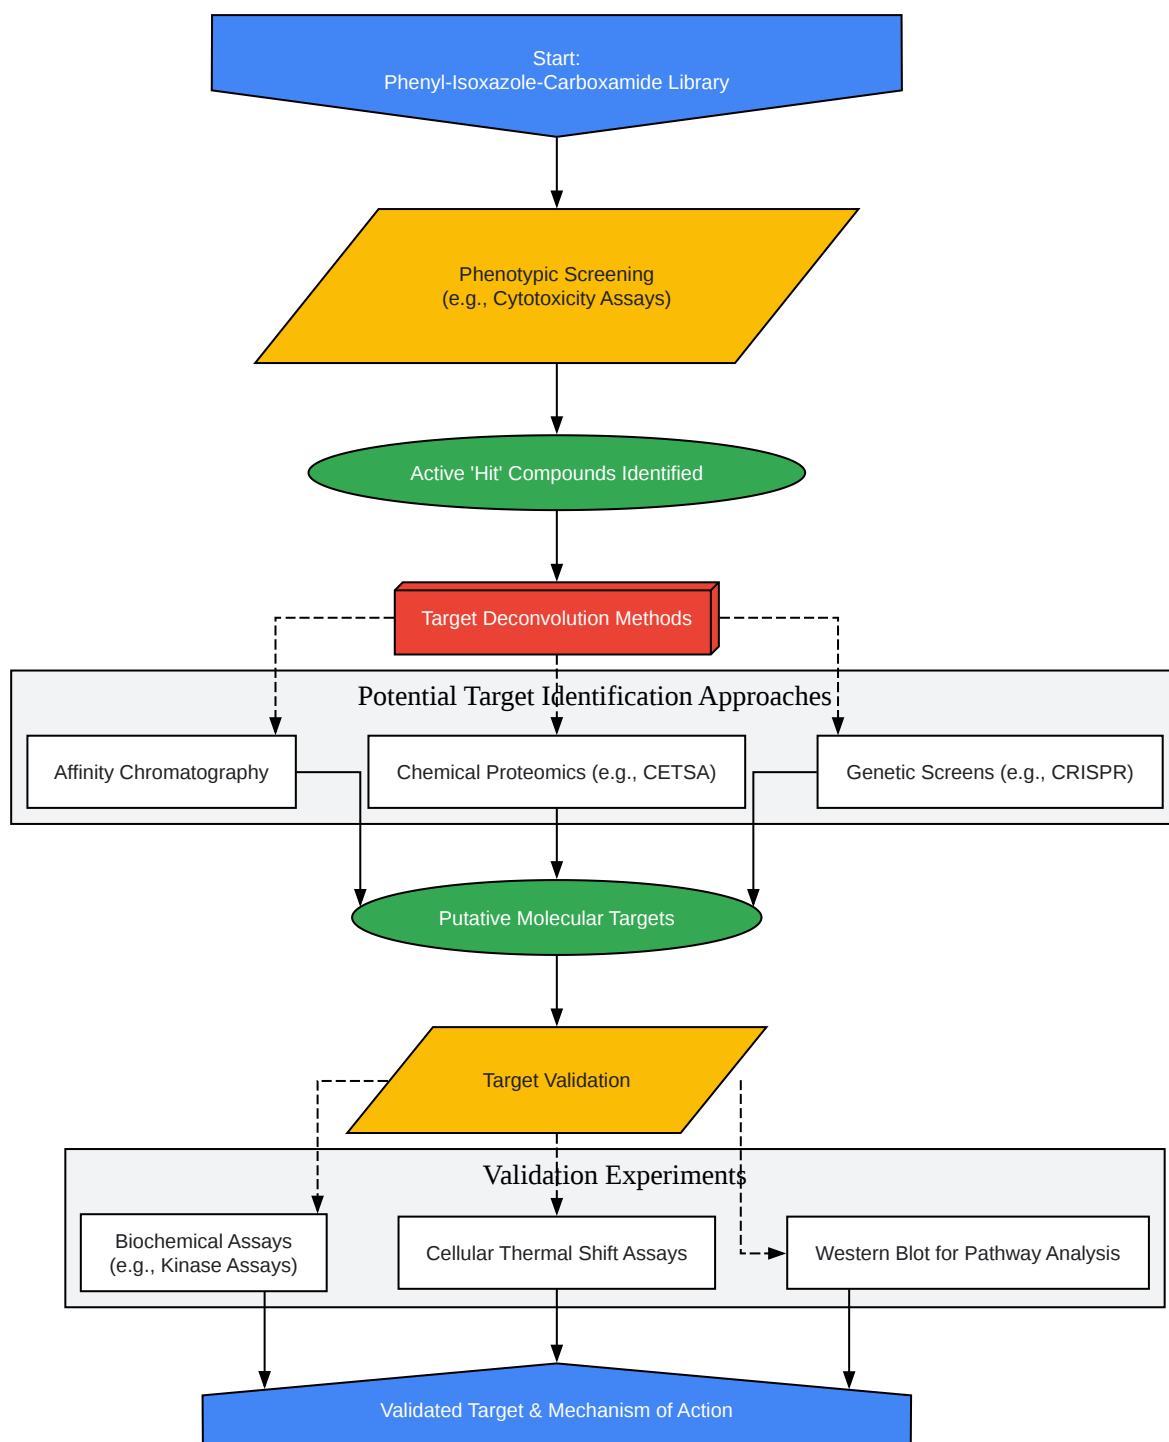 Start:
Phenyl-Isoxazole-Carboxamide Library
Phenotypic Screening
(e.g., Cytotoxicity Assays)
Active 'Hit' Compounds Identified
Target Deconvolution Methods
Potential Target Identification Approaches
Affinity Chromatography
Chemical Proteomics (e.g., CETSA)
Genetic Screens (e.g., CRISPR)
Putative Molecular Targets
Target Validation
Validation Experiments
Biochemical Assays
(e.g., Kinase Assays)
Cellular Thermal Shift Assays
Western Blot for Pathway Analysis
Validated Target & Mechanism of Action